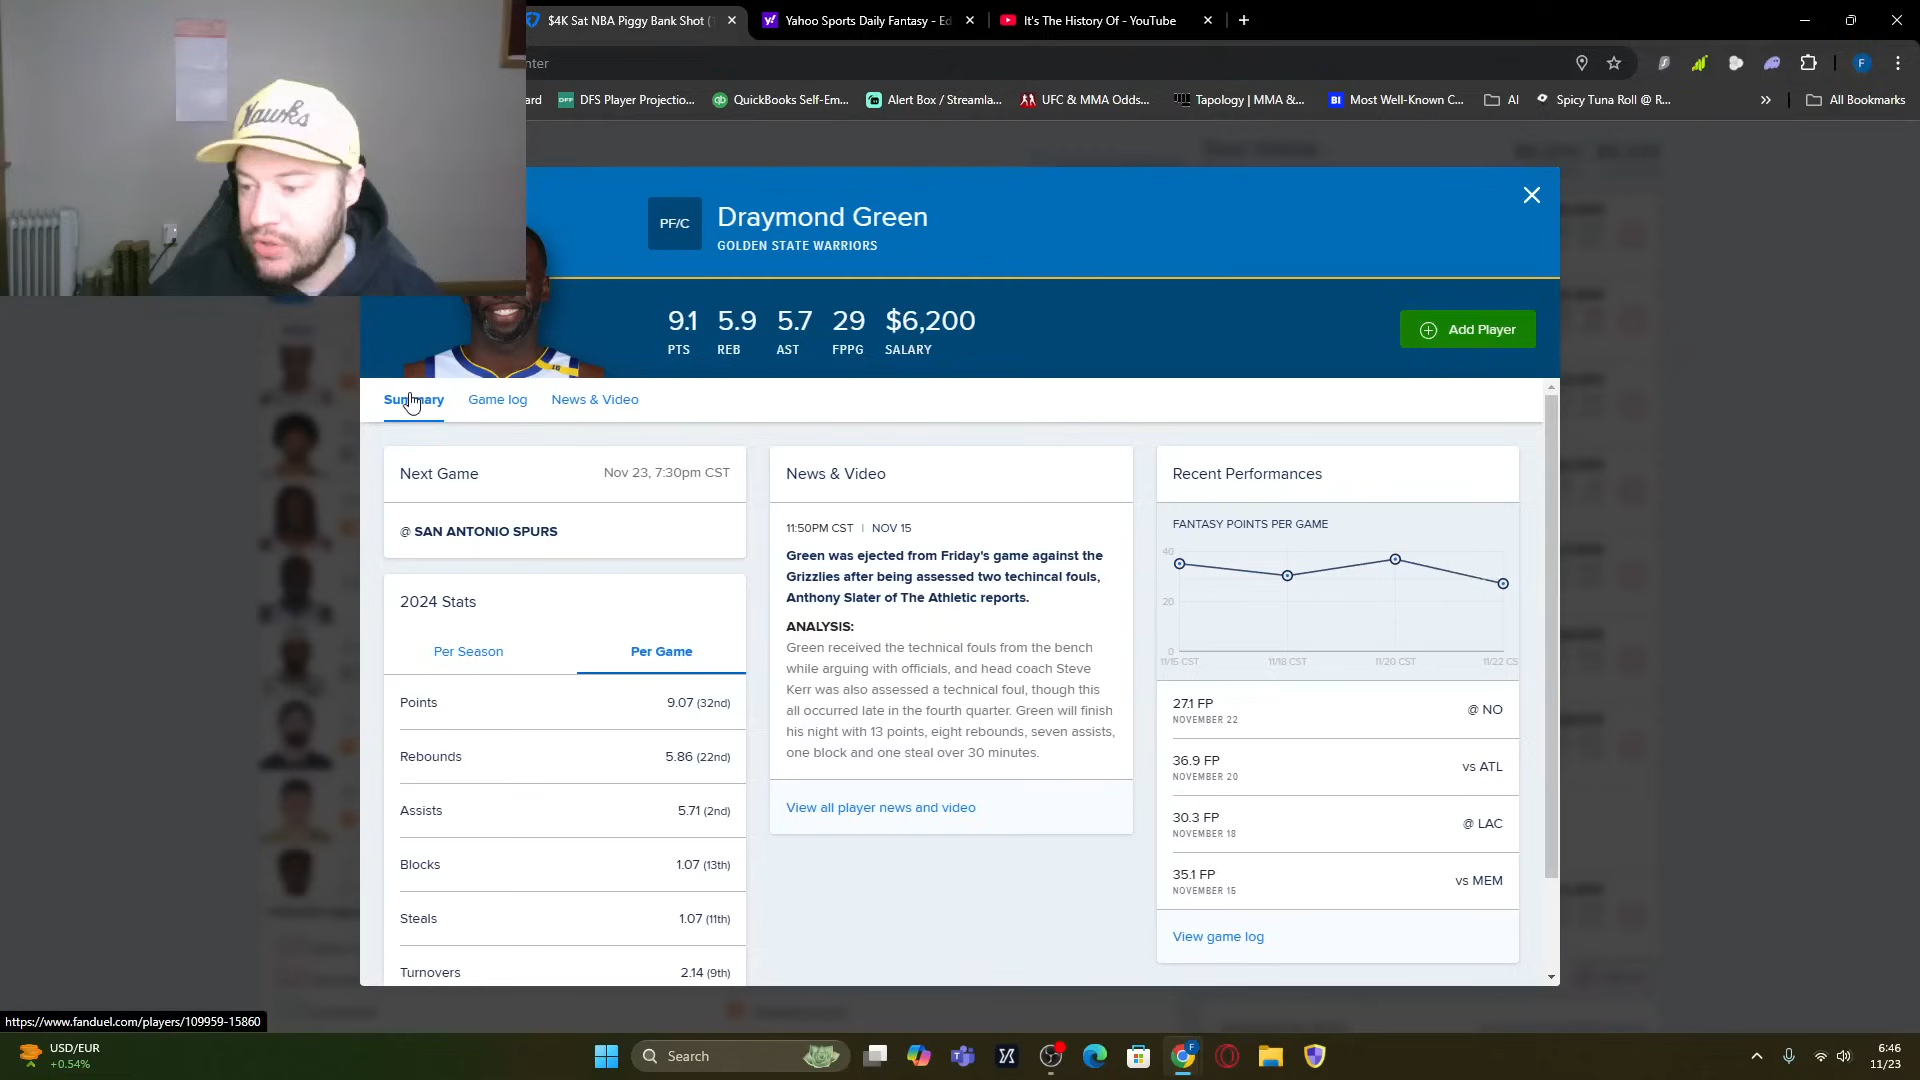 $4K Sat NBA Piggy Bank Shot (
Yahoo Sports Daily Fantasy - Ed
It's The History Of - YouTube
nter
F
ard
DFF
DFS Player Projectio...
QuickBooks Self-Em...
Alert Box / Streamla...
UFC & MMA Odds...
Tapology | MMA &...
BI
Most Well-Known C...
AI
Spicy Tuna Roll @ R...
All Bookmarks
Hawks
PF/C
Draymond Green
GOLDEN STATE WARRIORS
9.1 5.9 5.7 29 $6,200
PTS REB AST FPPG SALARY
Add Player
Summary Game log News & Video
Next Game Nov 23, 7:30pm CST
@ SAN ANTONIO SPURS
2024 Stats
Per Season Per Game
Points 9.07 (32nd)
Rebounds 5.86 (22nd)
Assists 5.71 (2nd)
Blocks 1.07 (13th)
Steals 1.07 (11th)
Turnovers 2.14 (9th)
News & Video
11:50PM CST | NOV 15
Green was ejected from Friday's game against the
Grizzlies after being assessed two techincal fouls,
Anthony Slater of The Athletic reports.
ANALYSIS:
Green received the technical fouls from the bench
while arguing with officials, and head coach Steve
Kerr was also assessed a technical foul, though this
all occurred late in the fourth quarter. Green will finish
his night with 13 points, eight rebounds, seven assists,
one block and one steal over 30 minutes.
View all player news and video
Recent Performances
FANTASY POINTS PER GAME
40
20
0
11/15 CST 11/18 CST 11/20 CST 11/22 CS
27.1 FP @ NO
NOVEMBER 22
36.9 FP vs ATL
NOVEMBER 20
30.3 FP @ LAC
NOVEMBER 18
35.1 FP vs MEM
NOVEMBER 15
View game log
https://www.fanduel.com/players/109959-15860
USD/EUR
+0.54%
Search
6:46
11/23